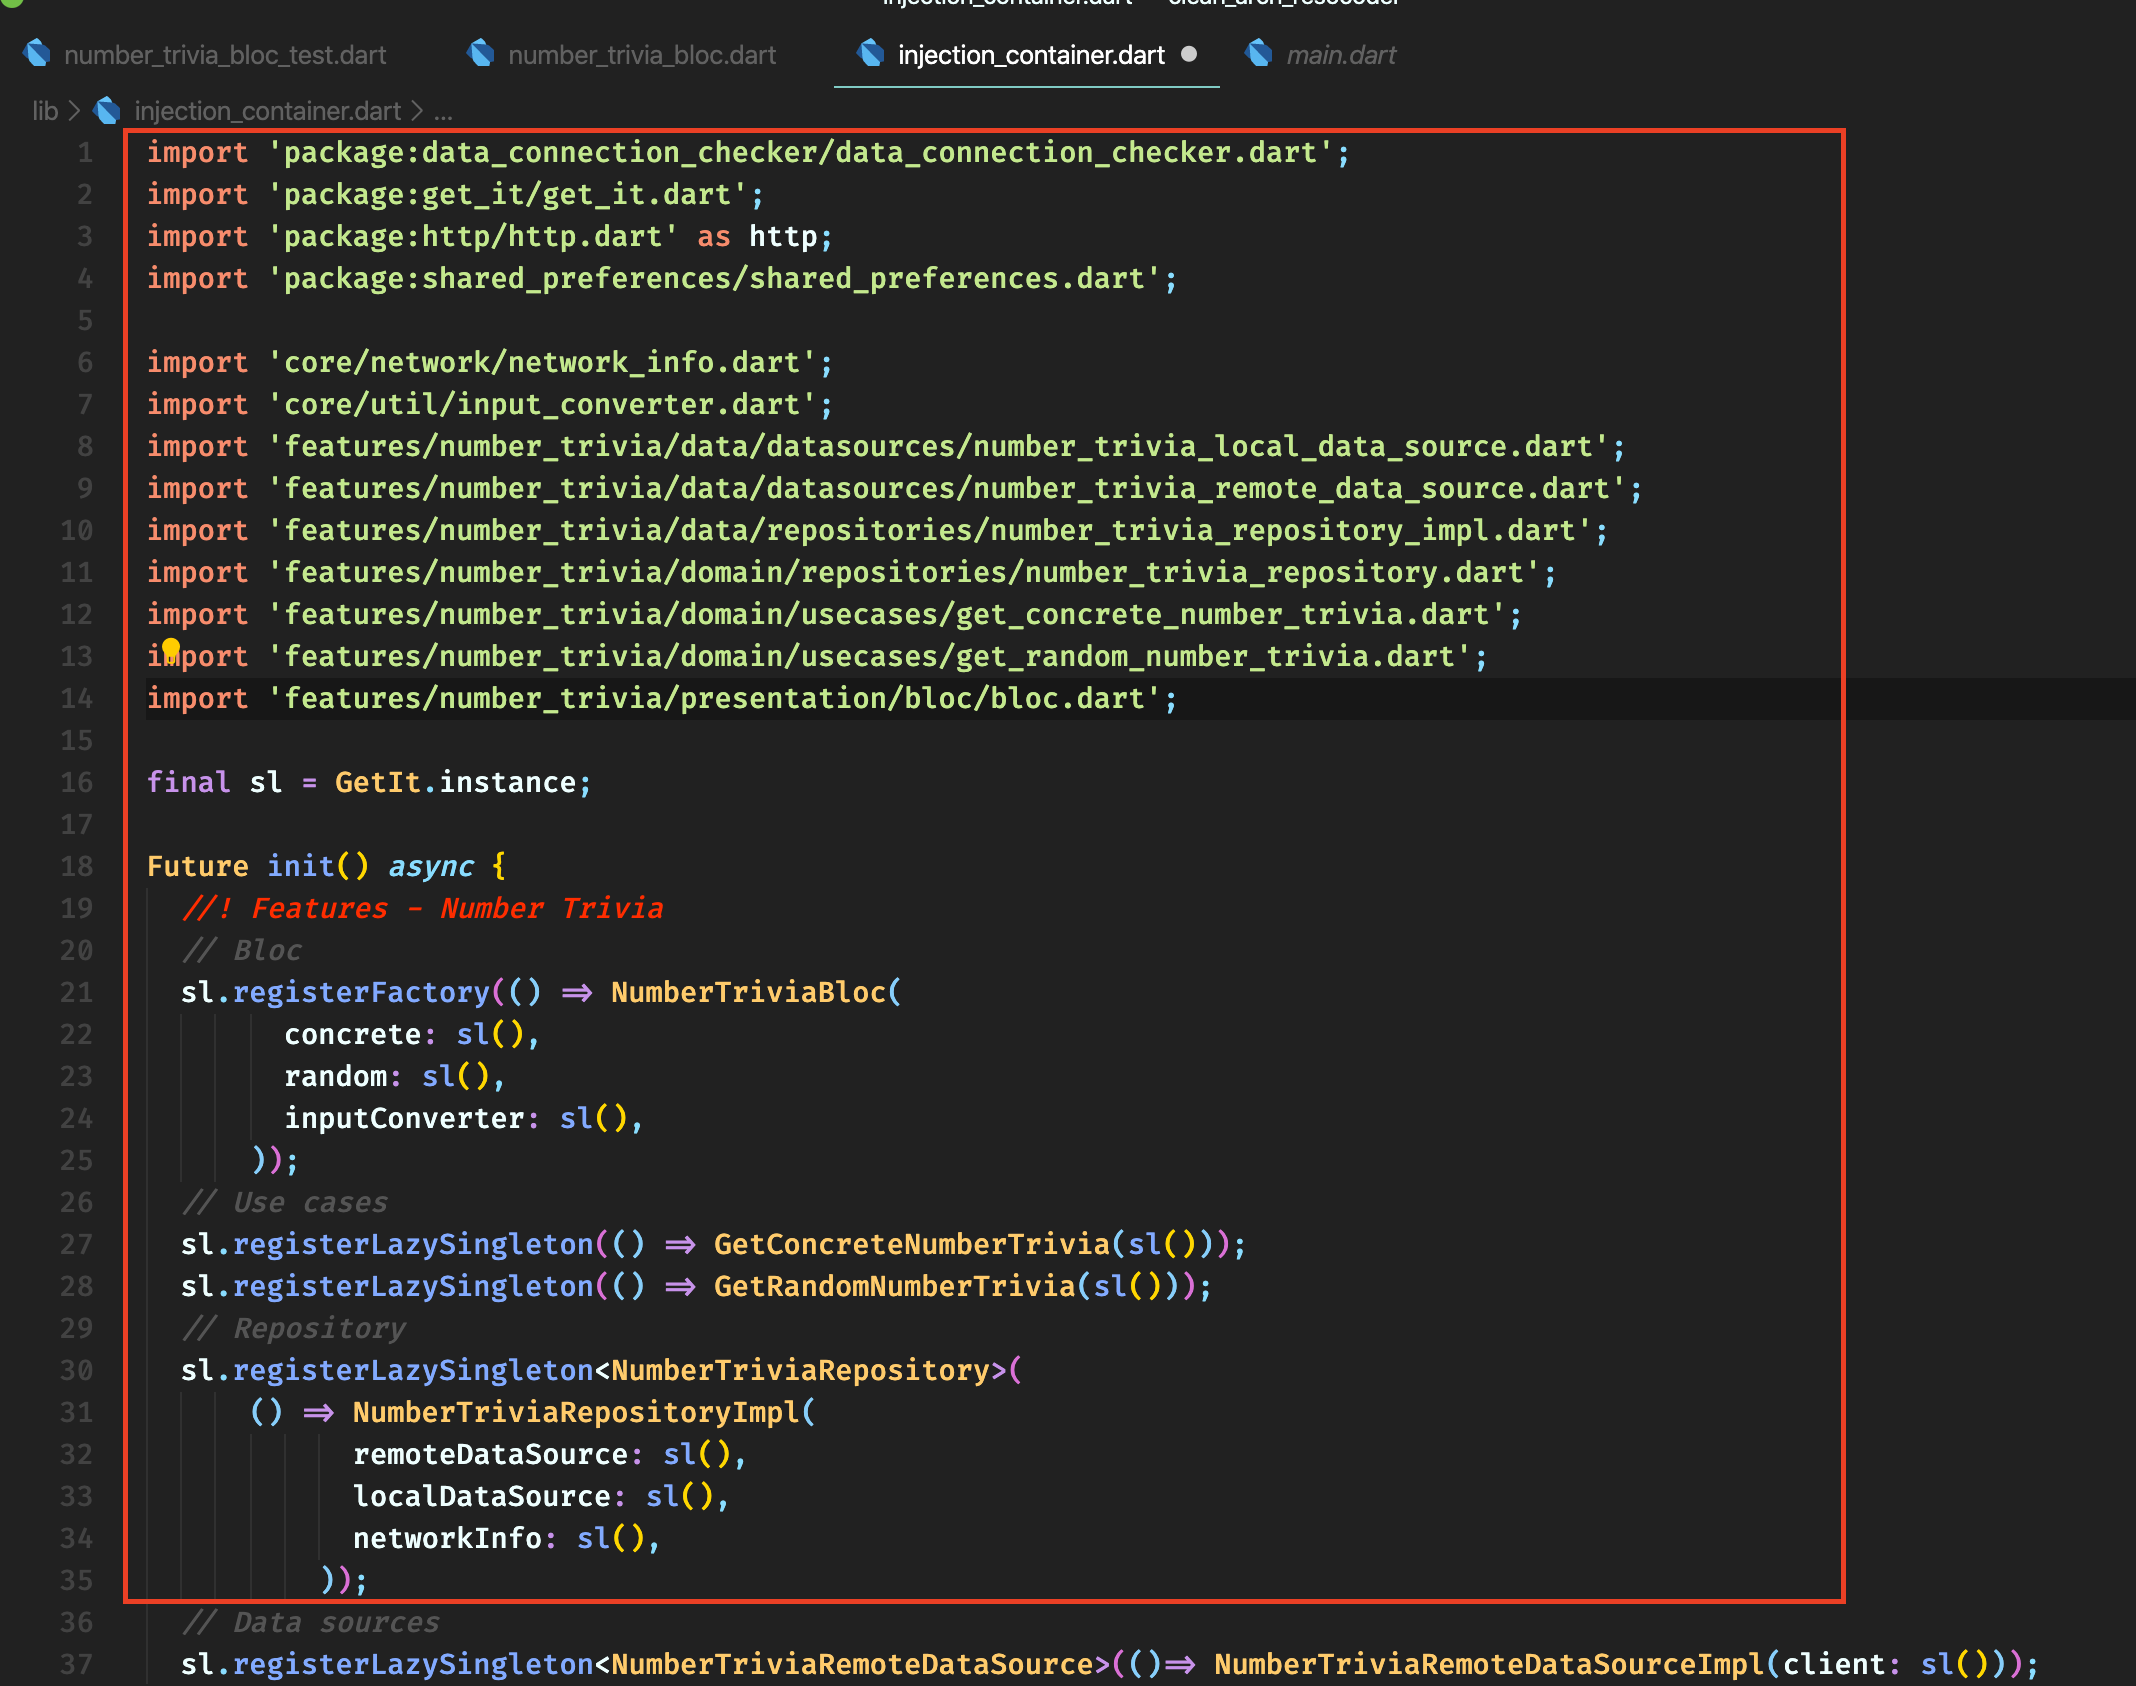 injection_container.dart — clean_arch_resocoder
number_trivia_bloc_test.dart number_trivia_bloc.dart injection_container.dart main.dart
lib > injection_container.dart > ...
1 import 'package:data_connection_checker/data_connection_checker.dart';
2 import 'package:get_it/get_it.dart';
3 import 'package:http/http.dart' as http;
4 import 'package:shared_preferences/shared_preferences.dart';
5
6 import 'core/network/network_info.dart';
7 import 'core/util/input_converter.dart';
8 import 'features/number_trivia/data/datasources/number_trivia_local_data_source.dart';
9 import 'features/number_trivia/data/datasources/number_trivia_remote_data_source.dart';
10 import 'features/number_trivia/data/repositories/number_trivia_repository_impl.dart';
11 import 'features/number_trivia/domain/repositories/number_trivia_repository.dart';
12 import 'features/number_trivia/domain/usecases/get_concrete_number_trivia.dart';
13 import 'features/number_trivia/domain/usecases/get_random_number_trivia.dart';
14 import 'features/number_trivia/presentation/bloc/bloc.dart';
15
16 final sl = GetIt.instance;
17
18 Future init() async {
19 //! Features - Number Trivia
20 // Bloc
21 sl.registerFactory(() => NumberTriviaBloc(
22 concrete: sl(),
23 random: sl(),
24 inputConverter: sl(),
25 ));
26 // Use cases
27 sl.registerLazySingleton(() => GetConcreteNumberTrivia(sl()));
28 sl.registerLazySingleton(() => GetRandomNumberTrivia(sl()));
29 // Repository
30 sl.registerLazySingleton<NumberTriviaRepository>(
31 () => NumberTriviaRepositoryImpl(
32 remoteDataSource: sl(),
33 localDataSource: sl(),
34 networkInfo: sl(),
35 ));
36 // Data sources
37 sl.registerLazySingleton<NumberTriviaRemoteDataSource>(()=> NumberTriviaRemoteDataSourceImpl(client: sl()));